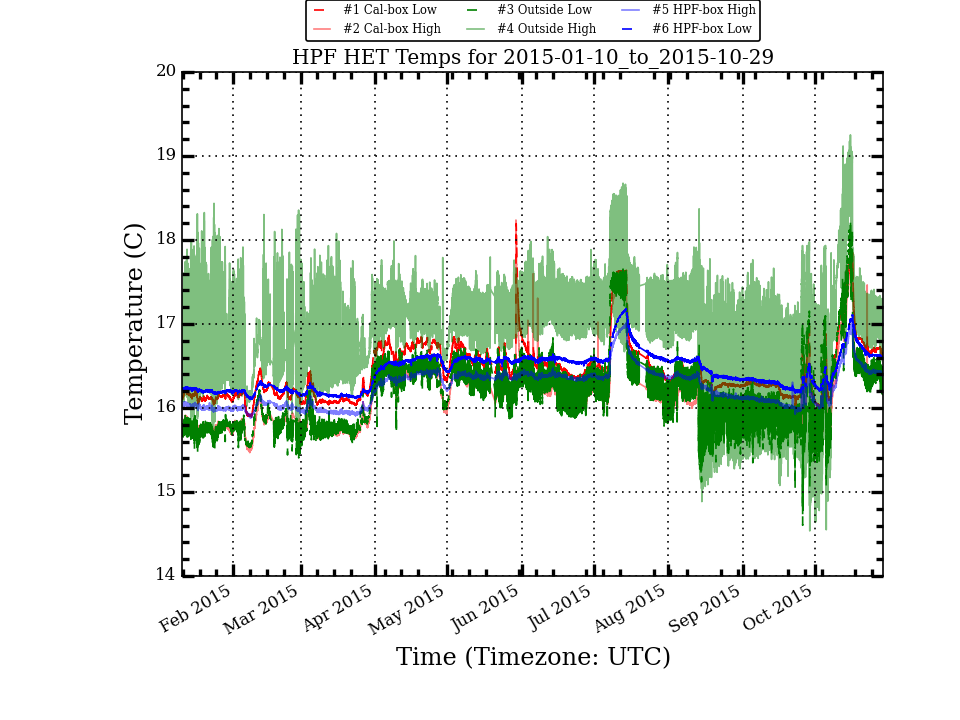 #1 Cal-box Low #3 Outside Low #5 HPF-box High
#2 Cal-box High #4 Outside High #6 HPF-box Low
HPF HET Temps for 2015-01-10_to_2015-10-29
20
19
18
17
16
15
14
Temperature (C)
Feb 2015 Mar 2015 Apr 2015 May 2015 Jun 2015 Jul 2015 Aug 2015 Sep 2015 Oct 2015
Time (Timezone: UTC)